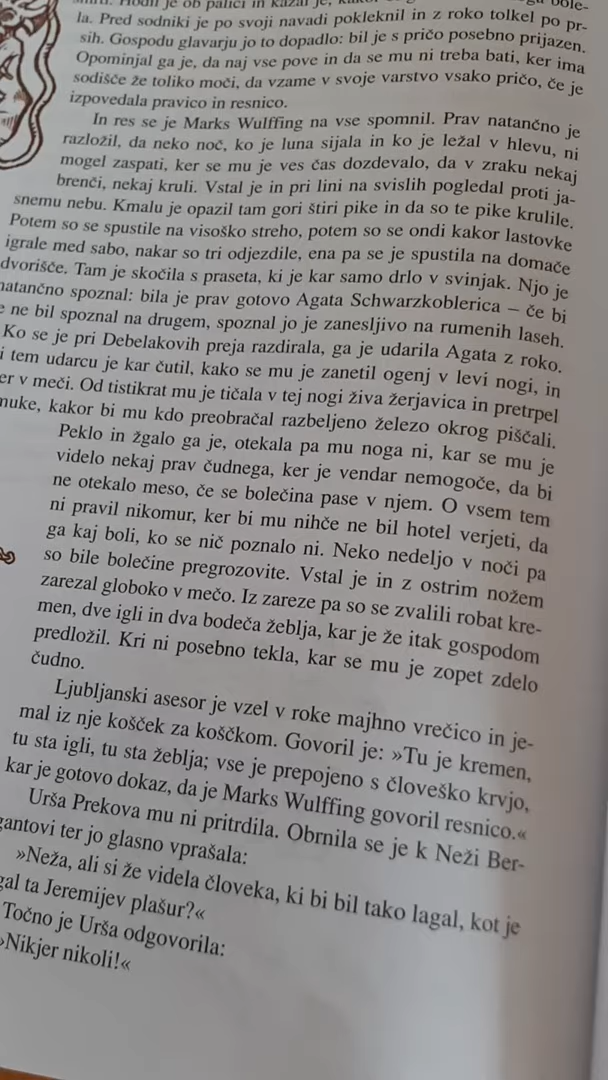 je ob palici in kazal je,
la. Pred sodniki je po svoji navadi pokleknil in z roko tolkel po pr-
sih. Gospodu glavarju jo to dopadlo: bil je s pričo posebno prijazen.
Opominjal ga je, da naj vse pove in da se mu ni treba bati, ker ima
sodišče že toliko moči, da vzame v svoje varstvo vsako pričo, če je
izpovedala pravico in resnico.
In res se je Marks Wulffing na vse spomnil. Prav natančno je
razložil, da neko noč, ko je luna sijala in ko je ležal v hlevu, ni
mogel zaspati, ker se mu je ves čas dozdevalo, da v zraku nekaj
brenči, nekaj kruli. Vstal je in pri lini na svislih pogledal proti ja-
snemu nebu. Kmalu je opazil tam gori štiri pike in da so te pike krulile.
Potem so se spustile na visoško streho, potem so se ondi kakor lastovke
igrale med sabo, nakar so tri odjezdile, ena pa se je spustila na domače
dvorišče. Tam je skočila s praseta, ki je kar samo drlo v svinjak. Njo je
natančno spoznal: bila je prav gotovo Agata Schwarzkoblerica – če bi
e ne bil spoznal na drugem, spoznal jo je zanesljivo na rumenih laseh.
Ko se je pri Debelakovih preja razdirala, ga je udarila Agata z roko.
i tem udarcu je kar čutil, kako se mu je zanetil ogenj v levi nogi, in
er v meči. Od tistikrat mu je tičala v tej nogi živa žerjavica in pretrpel
muke, kakor bi mu kdo preobračal razbeljeno železo okrog piščali.
Peklo in žgalo ga je, otekala pa mu noga ni, kar se mu je
videlo nekaj prav čudnega, ker je vendar nemogoče, da bi
ne otekalo meso, če se bolečina pase v njem. O vsem tem
ni pravil nikomur, ker bi mu nihče ne bil hotel verjeti, da
ga kaj boli, ko se nič poznalo ni. Neko nedeljo v noči pa
so bile bolečine pregrozovite. Vstal je in z ostrim nožem
zarezal globoko v mečo. Iz zareze pa so se zvalili robat kre-
men, dve igli in dva bodeča žeblja, kar je že itak gospodom
predložil. Kri ni posebno tekla, kar se mu je zopet zdelo
čudno.
Ljubljanski asesor je vzel v roke majhno vrečico in je-
mal iz nje košček za koščkom. Govoril je: »Tu je kremen,
tu sta igli, tu sta žeblja; vse je prepojeno s človeško krvjo,
kar je gotovo dokaz, da je Marks Wulffing govoril resnico.«
Urša Prekova mu ni pritrdila. Obrnila se je k Neži Ber-
gantovi ter jo glasno vprašala:
»Neža, ali si že videla človeka, ki bi bil tako lagal, kot je
gal ta Jeremijev plašur?«
Točno je Urša odgovorila:
»Nikjer nikoli!«